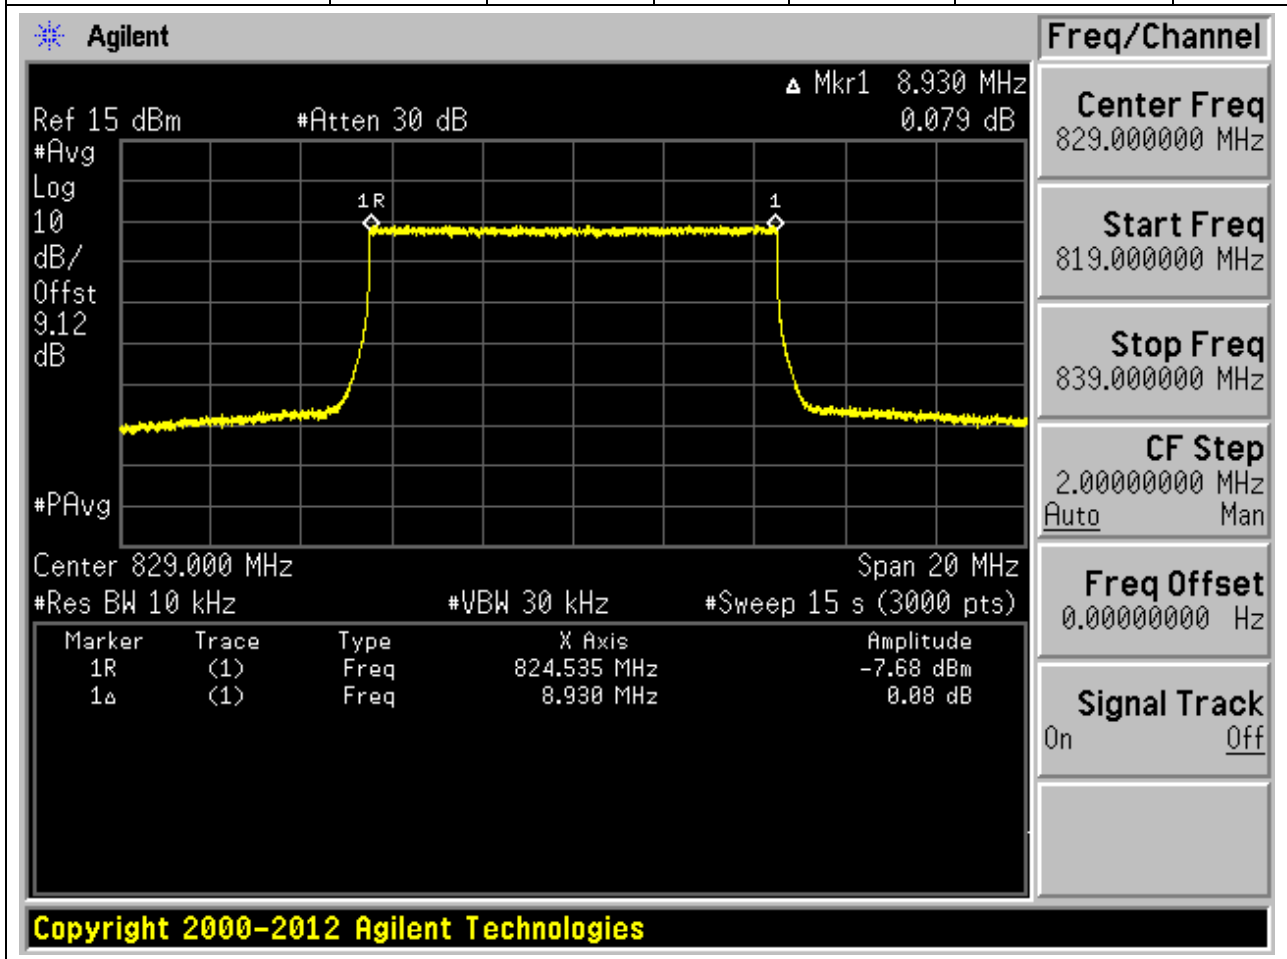 Agilent
Freq/Channel
Δ Mkr1 8.930 MHz
Ref 15 dBm #Atten 30 dB 0.079 dB
#Avg
Log
10
dB/
Offst
9.12
dB
1R
1
#PAvg
Center 829.000 MHz Span 20 MHz
#Res BW 10 kHz #VBW 30 kHz #Sweep 15 s (3000 pts)
Marker Trace Type X Axis Amplitude
1R (1) Freq 824.535 MHz -7.68 dBm
1Δ (1) Freq 8.930 MHz 0.08 dB
Center Freq
829.000000 MHz
Start Freq
819.000000 MHz
Stop Freq
839.000000 MHz
CF Step
2.00000000 MHz
Auto Man
Freq Offset
0.00000000 Hz
Signal Track
On Off
Copyright 2000-2012 Agilent Technologies